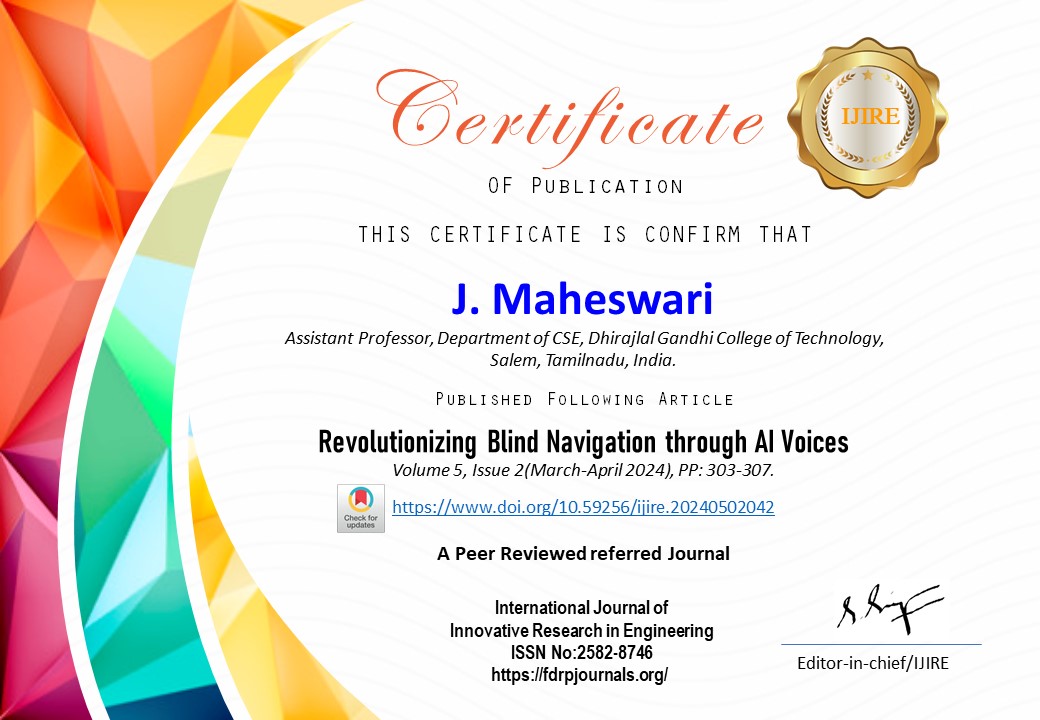 Certificate
IJIRE
OF PUBLICATION
THIS CERTIFICATE IS CONFIRM THAT
J. Maheswari
Assistant Professor, Department of CSE, Dhirajlal Gandhi College of Technology,
Salem, Tamilnadu, India.
PUBLISHED FOLLOWING ARTICLE
Revolutionizing Blind Navigation through AI Voices
Volume 5, Issue 2(March-April 2024), PP: 303-307.
Check for
updates
https://www.doi.org/10.59256/ijire.20240502042
A Peer Reviewed referred Journal
International Journal of
Innovative Research in Engineering
ISSN No:2582-8746
https://fdrpjournals.org/
Editor-in-chief/IJIRE